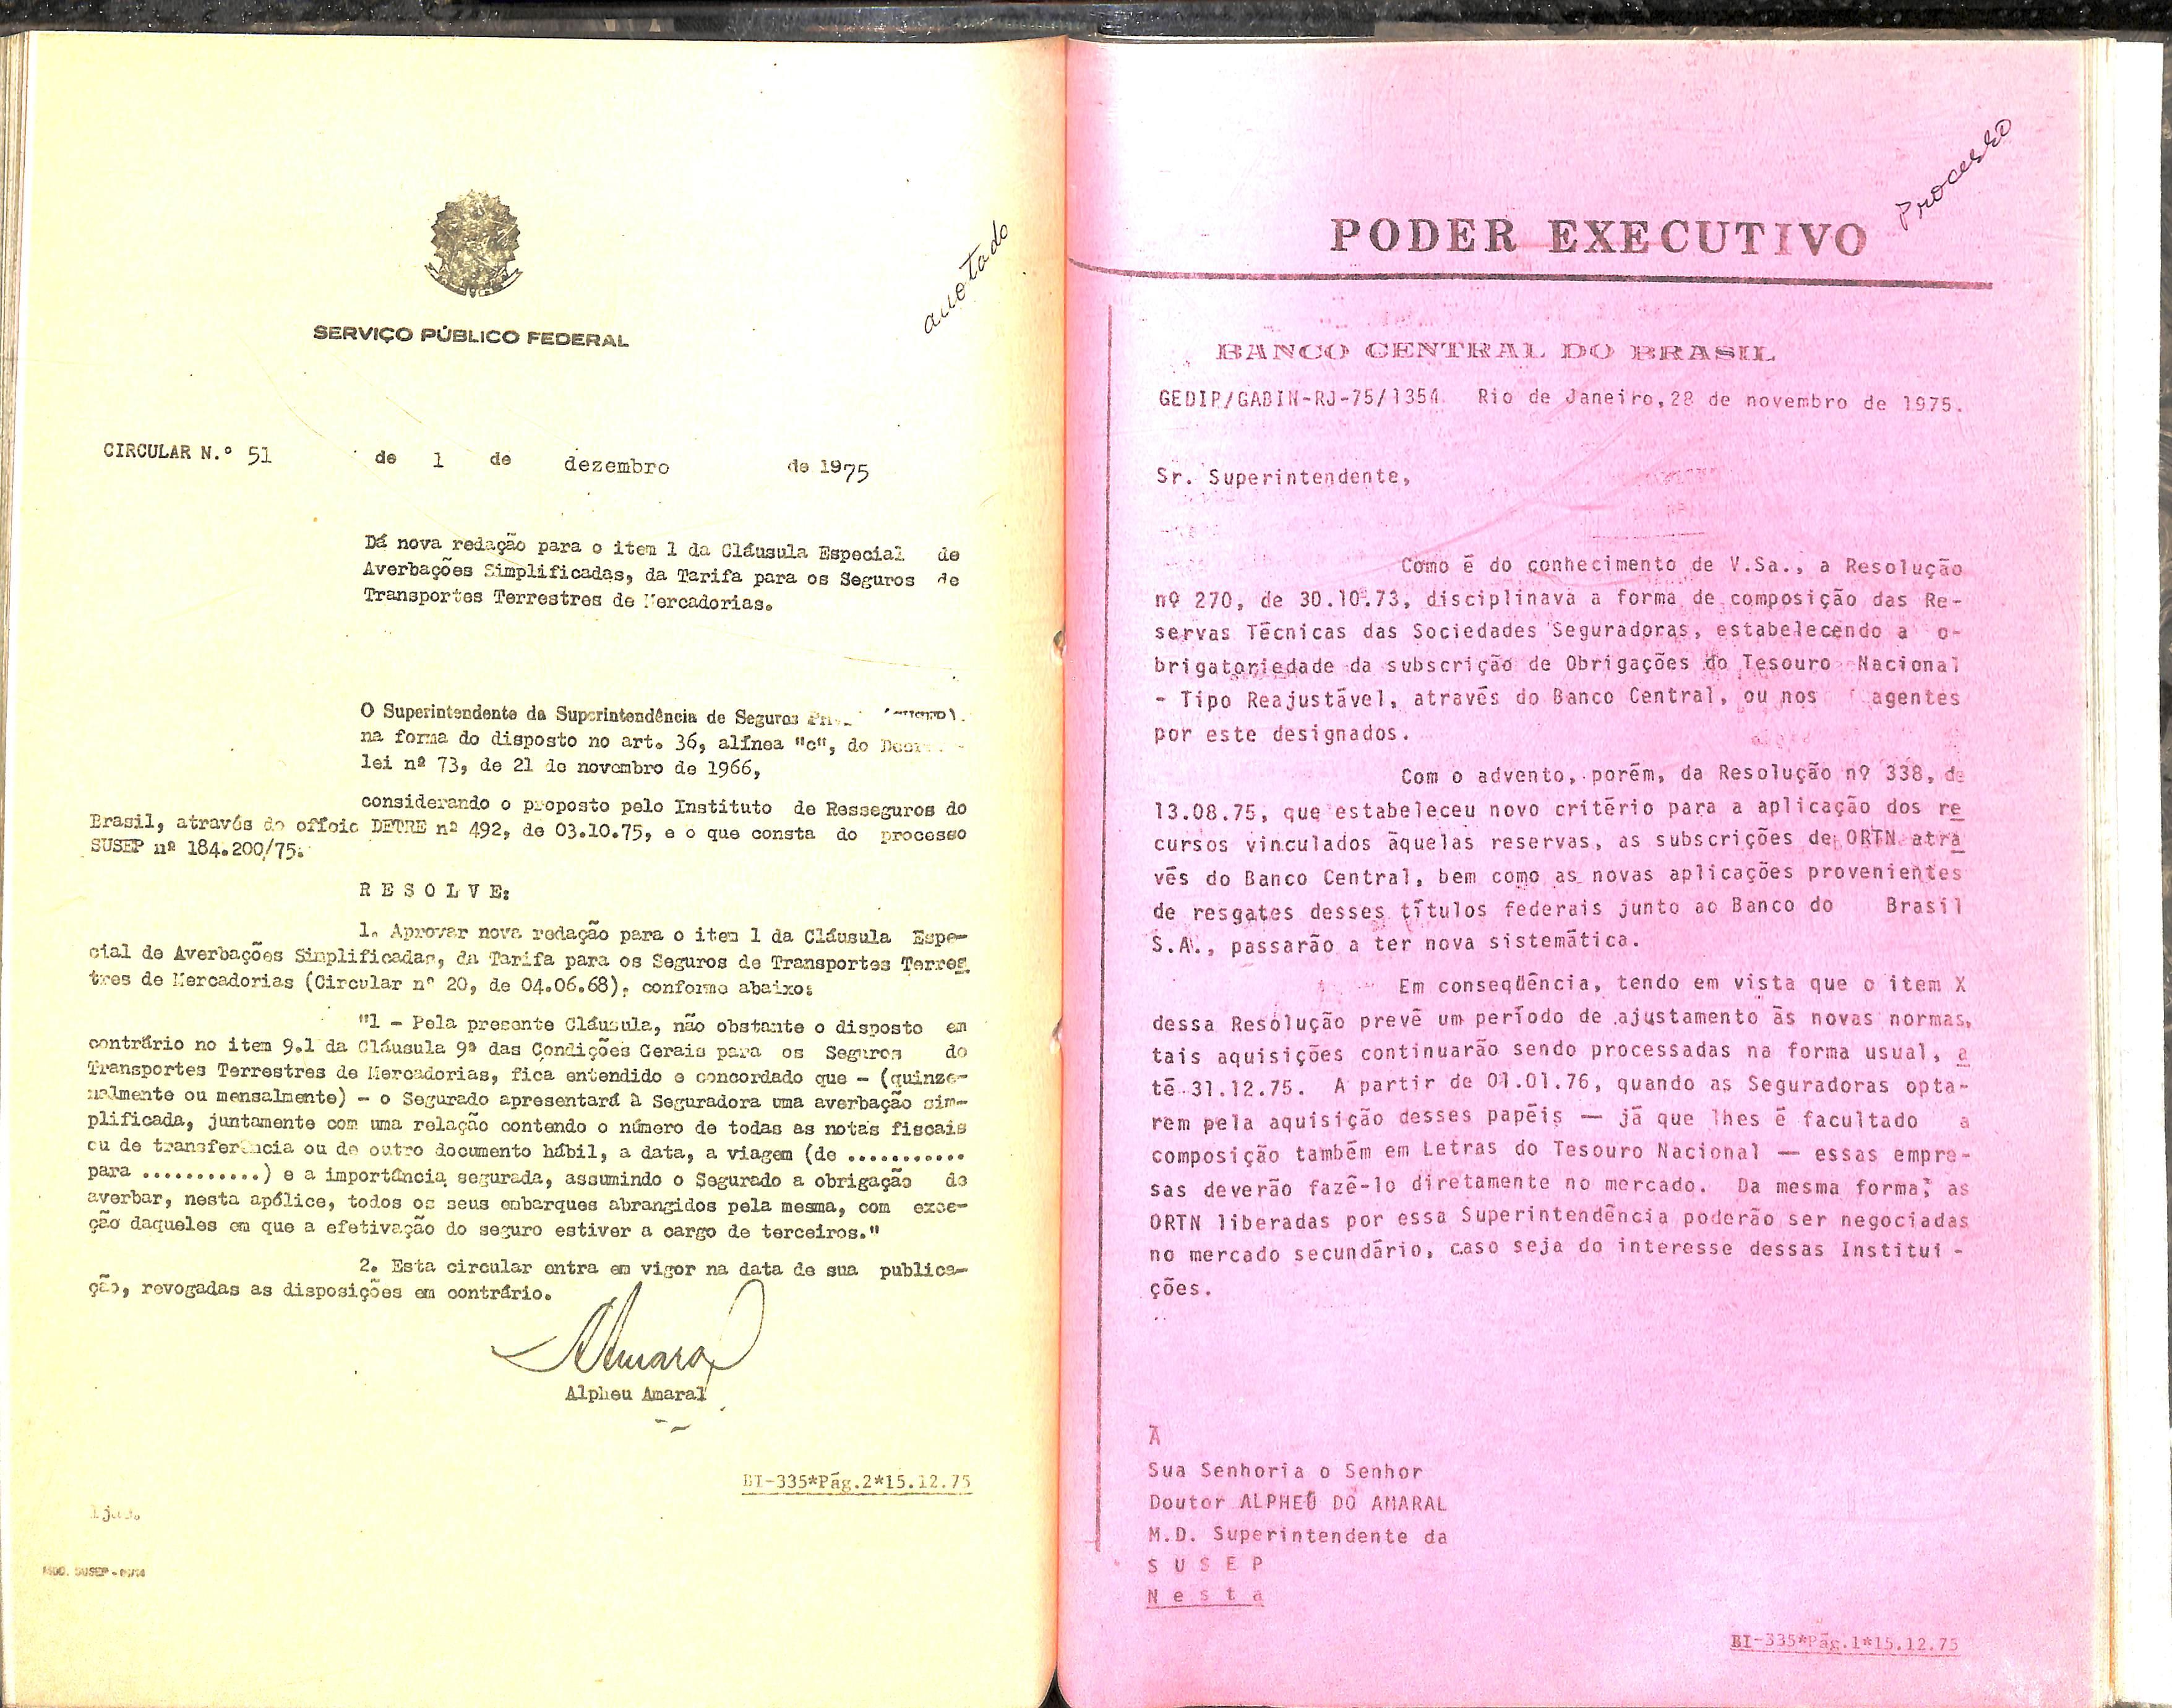 anotado
SERVIÇO PÚBLICO FEDERAL
CIRCULAR N.º 51 de 1 de dezembro de 1975
Dá nova redação para o item 1 da Cláusula Especial de
Averbações Simplificadas, da Tarifa para os Seguros de
Transportes Terrestres de Mercadorias.
O Superintendente da Superintendência de Seguros
na forma do disposto no art. 36, alínea "c", do
lei nº 73, de 21 de novembro de 1966,
considerando o proposto pelo Instituto de Resseguros do
Brasil, através do offcio DETRE nº 492, de 03.10.75, e o que consta do processo
SUSEP nº 184.200/75.
R E S O L V E:
1. Aprovar nova redação para o item 1 da Cláusula Espe-
cial de Averbações Simplificadas, da Tarifa para os Seguros de Transportes Terres
tres de Mercadorias (Circular nº 20, de 04.06.68), conforme abaixo:
"1 - Pela presente Cláusula, não obstante o disposto em
contrário no item 9.1 da Cláusula 9ª das Condições Gerais para os Seguros do
Transportes Terrestres de Mercadorias, fica entendido e concordado que - (quinze-
nalmente ou mensalmente) - o Segurado apresentará à Seguradora uma averbação sim-
plificada, juntamente com uma relação contendo o número de todas as notas fiscais
ou de transferência ou de outro documento hábil, a data, a viagem (de ...........
para ...........) e a importância segurada, assumindo o Segurado a obrigação de
averbar, nesta apólice, todos os seus embarques abrangidos pela mesma, com exce-
ção daqueles em que a efetivação do seguro estiver a cargo de terceiros."
2. Esta circular entra em vigor na data de sua publica-
ção, revogadas as disposições em contrário.
Amaral
Alpheu Amaral
BI-335*Pág.2*15.12.75
Processo
PODER EXECUTIVO
BANCO CENTRAL DO BRASIL
GEDIP/GABIN-RJ-75/1354 Rio de Janeiro, 28 de novembro de 1975.
Sr. Superintendente,
Como é do conhecimento de V.Sa., a Resolução
nº 270, de 30.10.73, disciplinava a forma de composição das Re-
servas Técnicas das Sociedades Seguradoras, estabelecendo a o-
brigatoriedade da subscrição de Obrigações do Tesouro Nacional
- Tipo Reajustável, através do Banco Central, ou nos agentes
por este designados.
Com o advento, porém, da Resolução nº 338, de
13.08.75, que estabeleceu novo critério para a aplicação dos re
cursos vinculados àquelas reservas, as subscrições de ORTN atra
vés do Banco Central, bem como as novas aplicações provenientes
de resgates desses títulos federais junto ao Banco do Brasil
S.A., passarão a ter nova sistemática.
Em conseqüência, tendo em vista que o item X
dessa Resolução prevê um período de ajustamento às novas normas,
tais aquisições continuarão sendo processadas na forma usual, a
té 31.12.75. A partir de 01.01.76, quando as Seguradoras opta-
rem pela aquisição desses papéis — já que lhes é facultado a
composição também em Letras do Tesouro Nacional — essas empre-
sas deverão fazê-lo diretamente no mercado. Da mesma forma, as
ORTN liberadas por essa Superintendência poderão ser negociadas
no mercado secundário, caso seja do interesse dessas Institui -
ções.
À
Sua Senhoria o Senhor
Doutor ALPHEU DO AMARAL
M.D. Superintendente da
S U S E P
N e s t a
BI-335*Pág.1*15.12.75